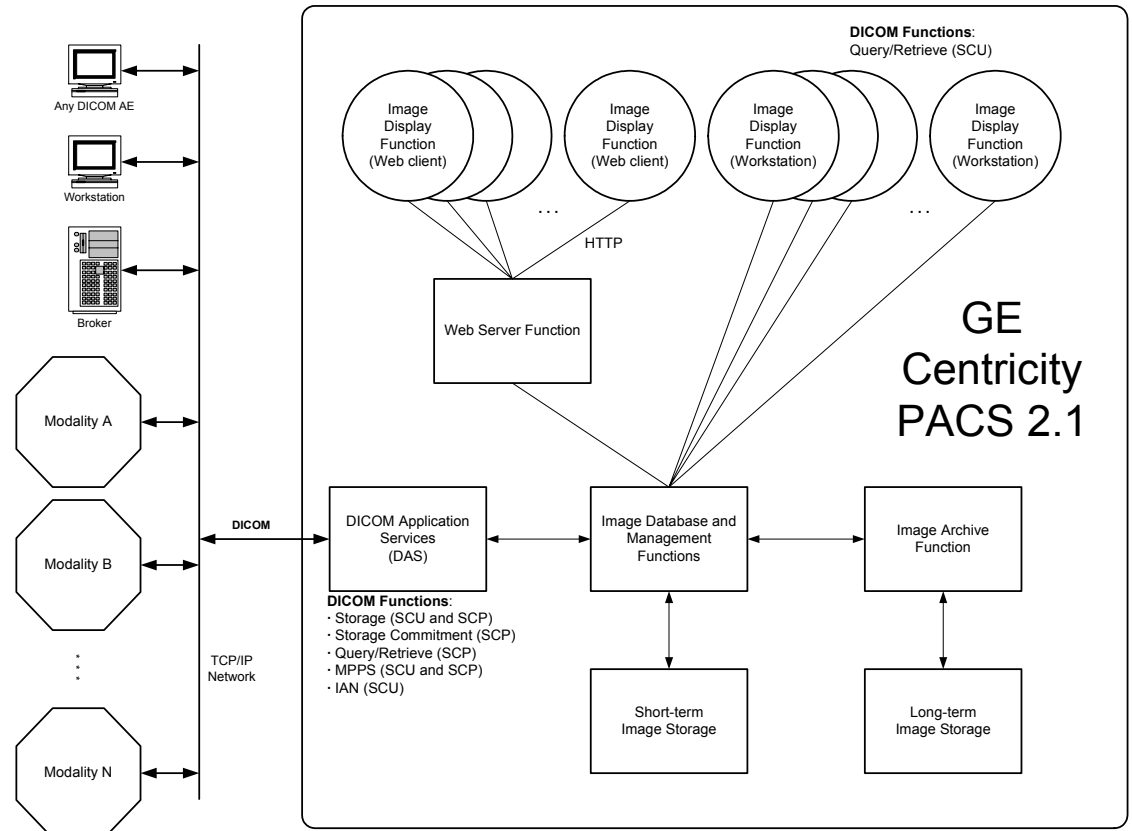 DICOM Functions:
Query/Retrieve (SCU)
Any DICOM AE
Workstation
Broker
Modality A
Modality B
Modality N
TCP/IP
Network
DICOM
Image
Display
Function
(Web client)
Image
Display
Function
(Web client)
Image
Display
Function
(Workstation)
Image
Display
Function
(Workstation)
. . .
. . .
HTTP
Web Server Function
GE
Centricity
PACS 2.1
DICOM Application
Services
(DAS)
Image Database and
Management
Functions
Image Archive
Function
DICOM Functions:
· Storage (SCU and SCP)
· Storage Commitment (SCP)
· Query/Retrieve (SCP)
· MPPS (SCU and SCP)
· IAN (SCU)
Short-term
Image Storage
Long-term
Image Storage